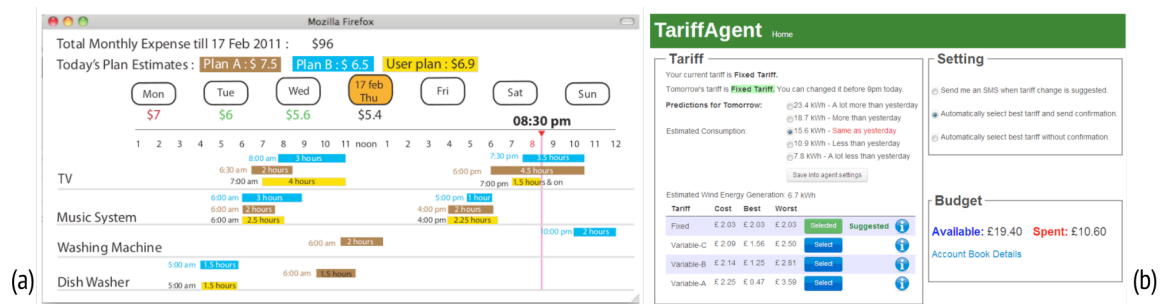 Mozilla Firefox
Total Monthly Expense till 17 Feb 2011 : $96
Today's Plan Estimates : Plan A : $ 7.5 Plan B : $ 6.5 User plan : $6.9
Mon Tue Wed 17 feb Thu Fri Sat Sun
$7 $6 $5.6 $5.4
08:30 pm
1 2 3 4 5 6 7 8 9 10 11 noon 1 2 3 4 5 6 7 8 9 10 11 12
8:00 am 3 hours 7:30 pm 3.5 hours
6:30 am 2 hours 6:00 pm 4.5 hours
TV 7:00 am 4 hours 7:00 pm 1.5 hours & on
6:00 am 3 hours 5:00 pm 1 hour
6:00 am 2 hours 4:00 pm 2 hours
Music System 6:00 am 2.5 hours 4:00 pm 2.25 hours
10:00 pm 2 hours
Washing Machine 6:00 am 2 hours
5:00 am 1.5 hours
6:00 am 1.5 hours
Dish Washer 5:00 am 1.5 hours
(a)
TariffAgent Home
Tariff
Your current tariff is Fixed Tariff.
Tomorrow's tariff is Fixed Tariff. You can changed it before 9pm today.
Predictions for Tomorrow: 23.4 kWh - A lot more than yesterday
18.7 kWh - More than yesterday
Estimated Consumption: 15.6 kWh - Same as yesterday
10.9 kWh - Less than yesterday
7.8 kWh - A lot less than yesterday
Save into agent settings
Estimated Wind Energy Generation: 6.7 kWh
Tariff Cost Best Worst
Fixed £ 2.03 £ 2.03 £ 2.03 Selected Suggested i
Variable-C £ 2.09 £ 1.56 £ 2.50 Select i
Variable-B £ 2.14 £ 1.25 £ 2.81 Select i
Variable-A £ 2.25 £ 0.47 £ 3.59 Select i
Setting
Send me an SMS when tariff change is suggested.
Automatically select best tariff and send confirmation.
Automatically select best tariff without confirmation.
Budget
Available: £19.40 Spent: £10.60
Account Book Details
(b)